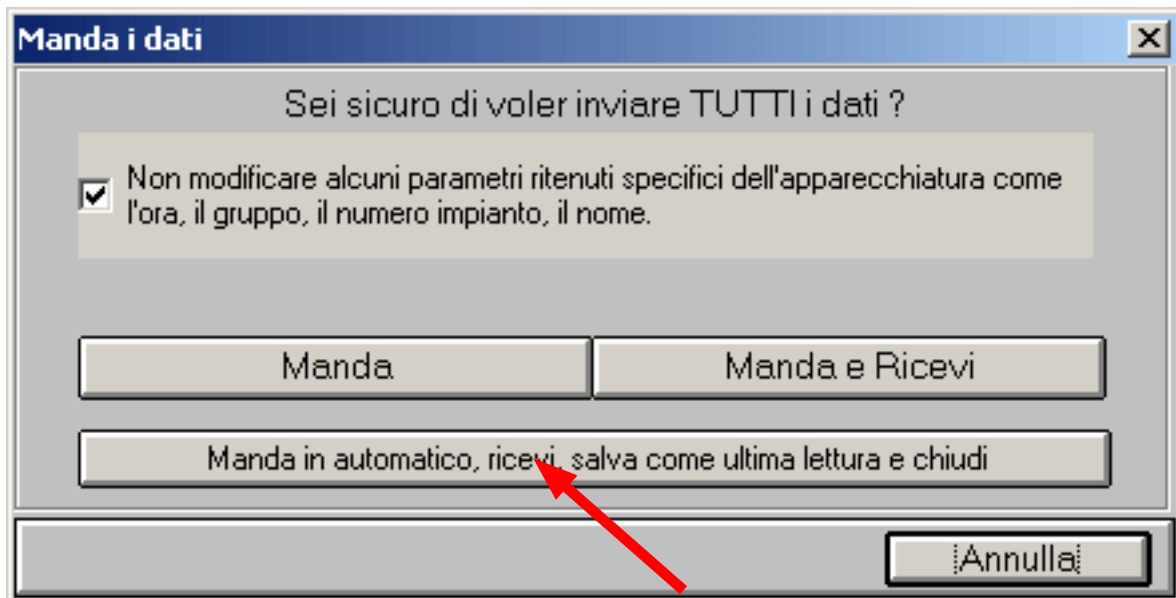 Manda i dati
Sei sicuro di voler inviare TUTTI i dati ?
Non modificare alcuni parametri ritenuti specifici dell'apparecchiatura come
l'ora, il gruppo, il numero impianto, il nome.
Manda
Manda e Ricevi
Manda in automatico, ricevi, salva come ultima lettura e chiudi
Annulla